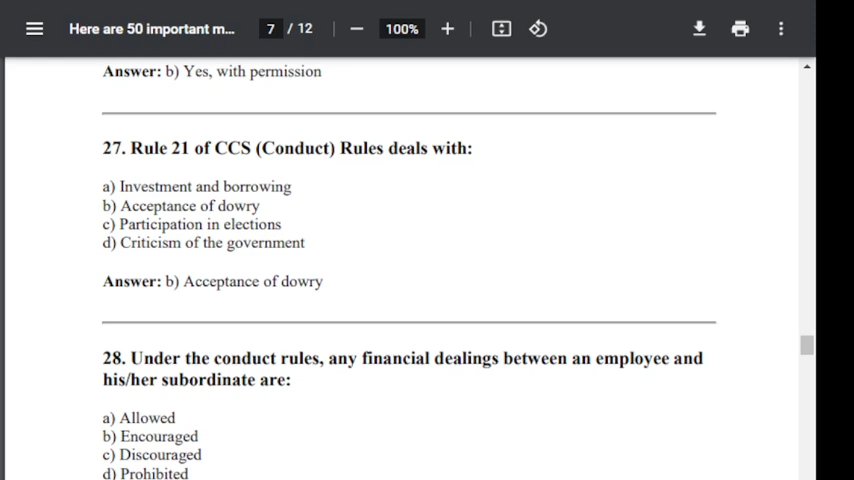 Here are 50 important m... 7 / 12 100%
Answer: b) Yes, with permission
27. Rule 21 of CCS (Conduct) Rules deals with:
a) Investment and borrowing
b) Acceptance of dowry
c) Participation in elections
d) Criticism of the government
Answer: b) Acceptance of dowry
28. Under the conduct rules, any financial dealings between an employee and
his/her subordinate are:
a) Allowed
b) Encouraged
c) Discouraged
d) Prohibited